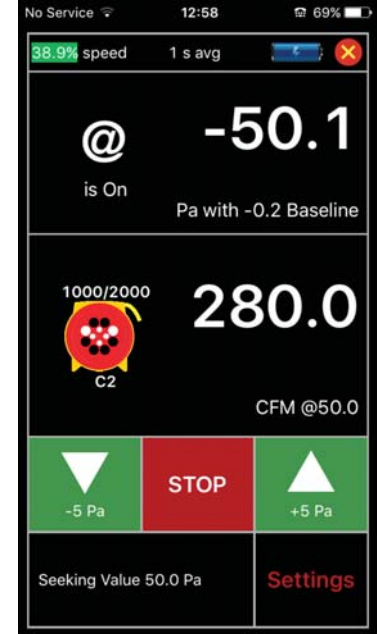 No Service 12:58 69%
38.9% speed 1 s avg
@ -50.1
is On
Pa with -0.2 Baseline
1000/2000
280.0
C2
CFM @50.0
-5 Pa STOP +5 Pa
Seeking Value 50.0 Pa Settings